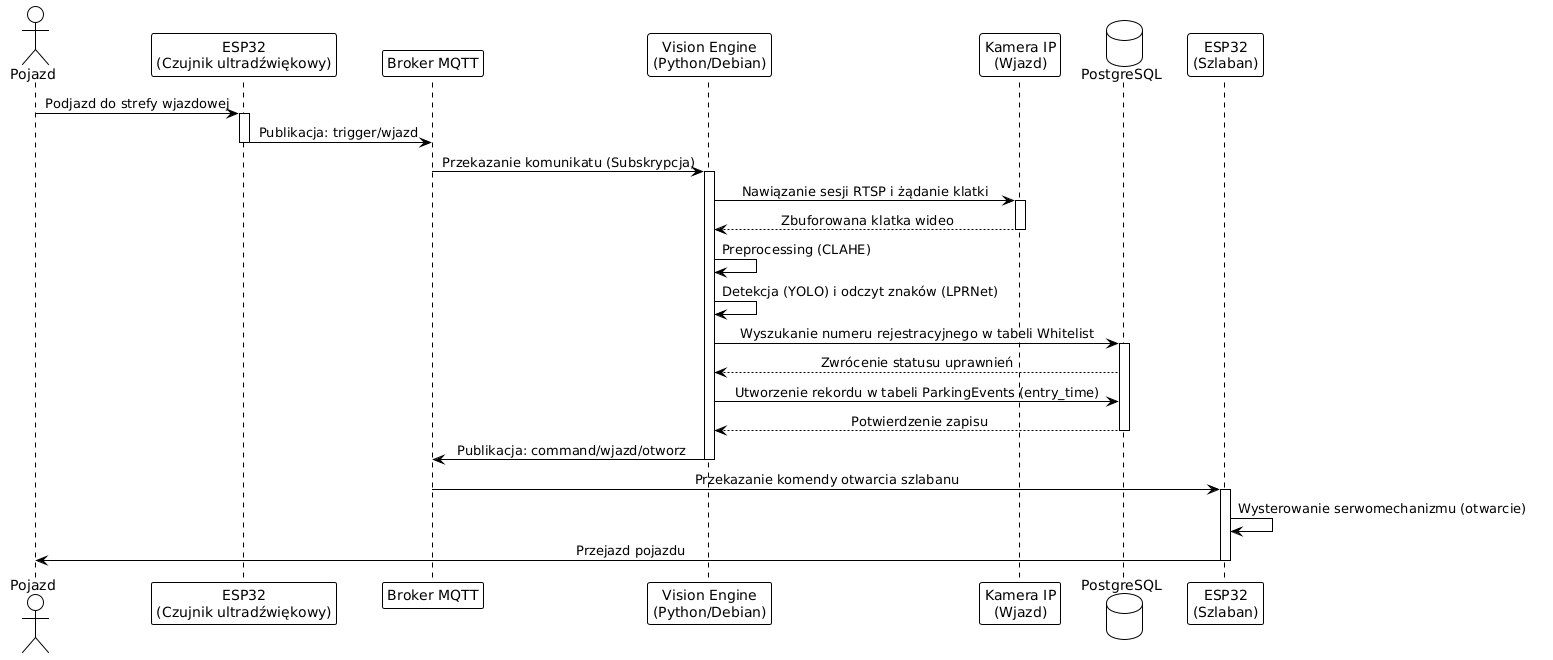 Pojazd
ESP32
(Czujnik ultradźwiękowy)
Broker MQTT
Vision Engine
(Python/Debian)
Kamera IP
(Wjazd)
PostgreSQL
ESP32
(Szlaban)
Podjazd do strefy wjazdowej
Publikacja: trigger/wjazd
Przekazanie komunikatu (Subskrypcja)
Nawiązanie sesji RTSP i żądanie klatki
Zbuforowana klatka wideo
Preprocessing (CLAHE)
Detekcja (YOLO) i odczyt znaków (LPRNet)
Wyszukanie numeru rejestracyjnego w tabeli Whitelist
Zwrócenie statusu uprawnień
Utworzenie rekordu w tabeli ParkingEvents (entry_time)
Potwierdzenie zapisu
Publikacja: command/wjazd/otworz
Przekazanie komendy otwarcia szlabanu
Wysterowanie serwomechanizmu (otwarcie)
Przejazd pojazdu
Pojazd
ESP32
(Czujnik ultradźwiękowy)
Broker MQTT
Vision Engine
(Python/Debian)
Kamera IP
(Wjazd)
PostgreSQL
ESP32
(Szlaban)